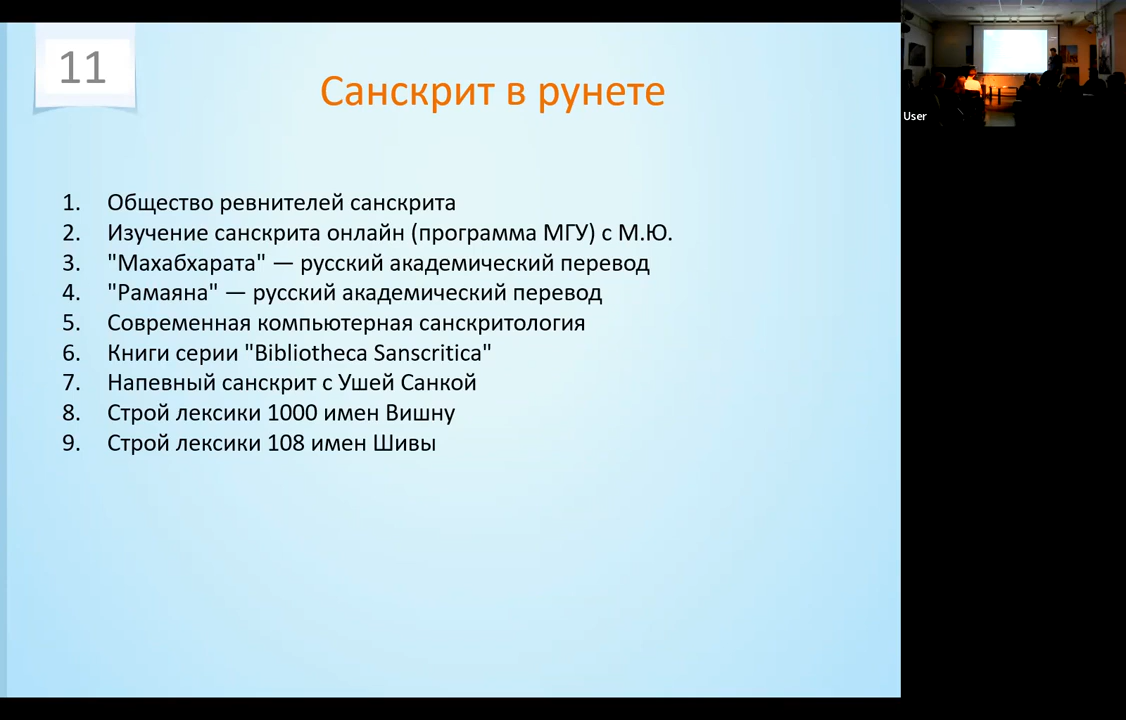 11
Санскрит в рунете
1. Общество ревнителей санскрита
2. Изучение санскрита онлайн (программа МГУ) с М.Ю.
3. "Махабхарата" — русский академический перевод
4. "Рамаяна" — русский академический перевод
5. Современная компьютерная санскритология
6. Книги серии "Bibliotheca Sanscritica"
7. Напевный санскрит с Ушей Санкой
8. Строй лексики 1000 имен Вишну
9. Строй лексики 108 имен Шивы
User